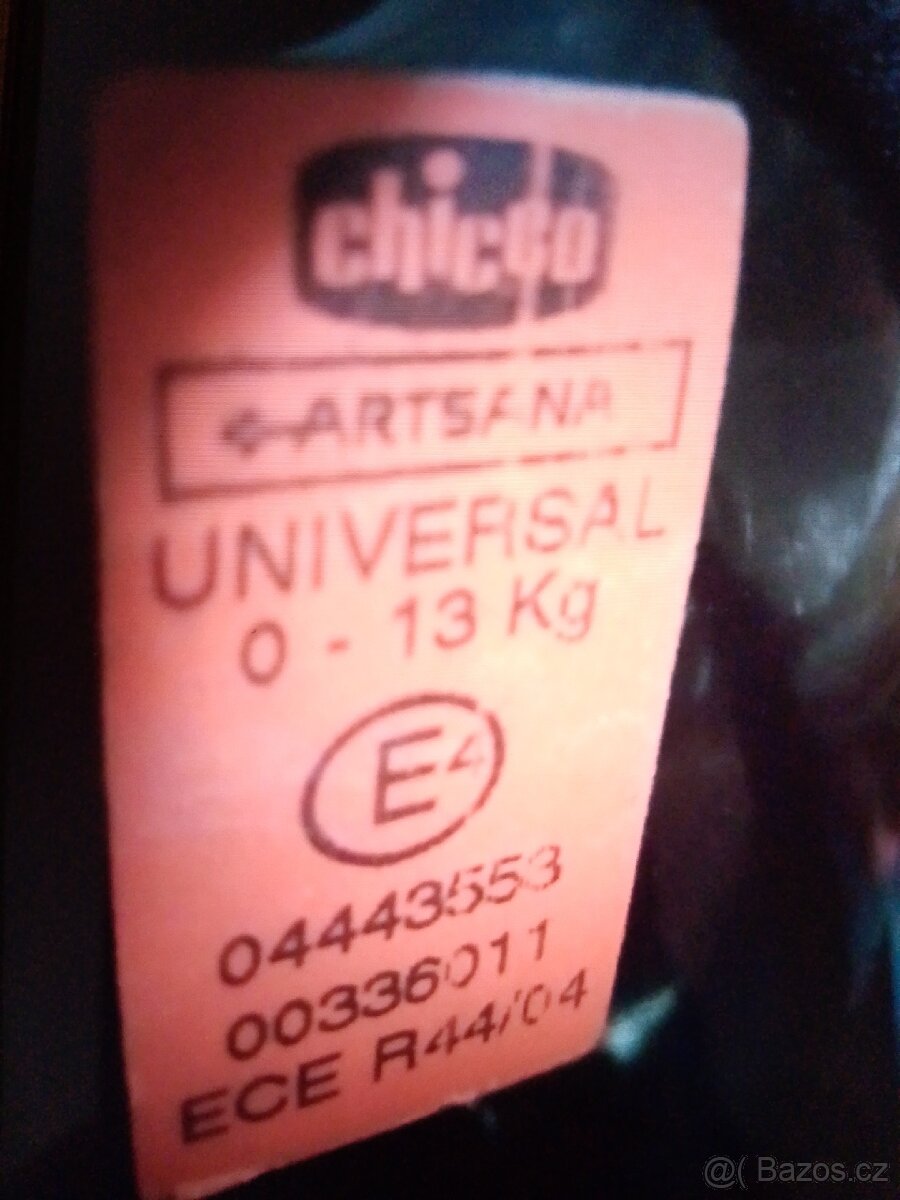 chicco
ARTSANA
UNIVERSAL
0 - 13 Kg
E4
04443553
00336011
ECE R44/04
@( Bazos.cz